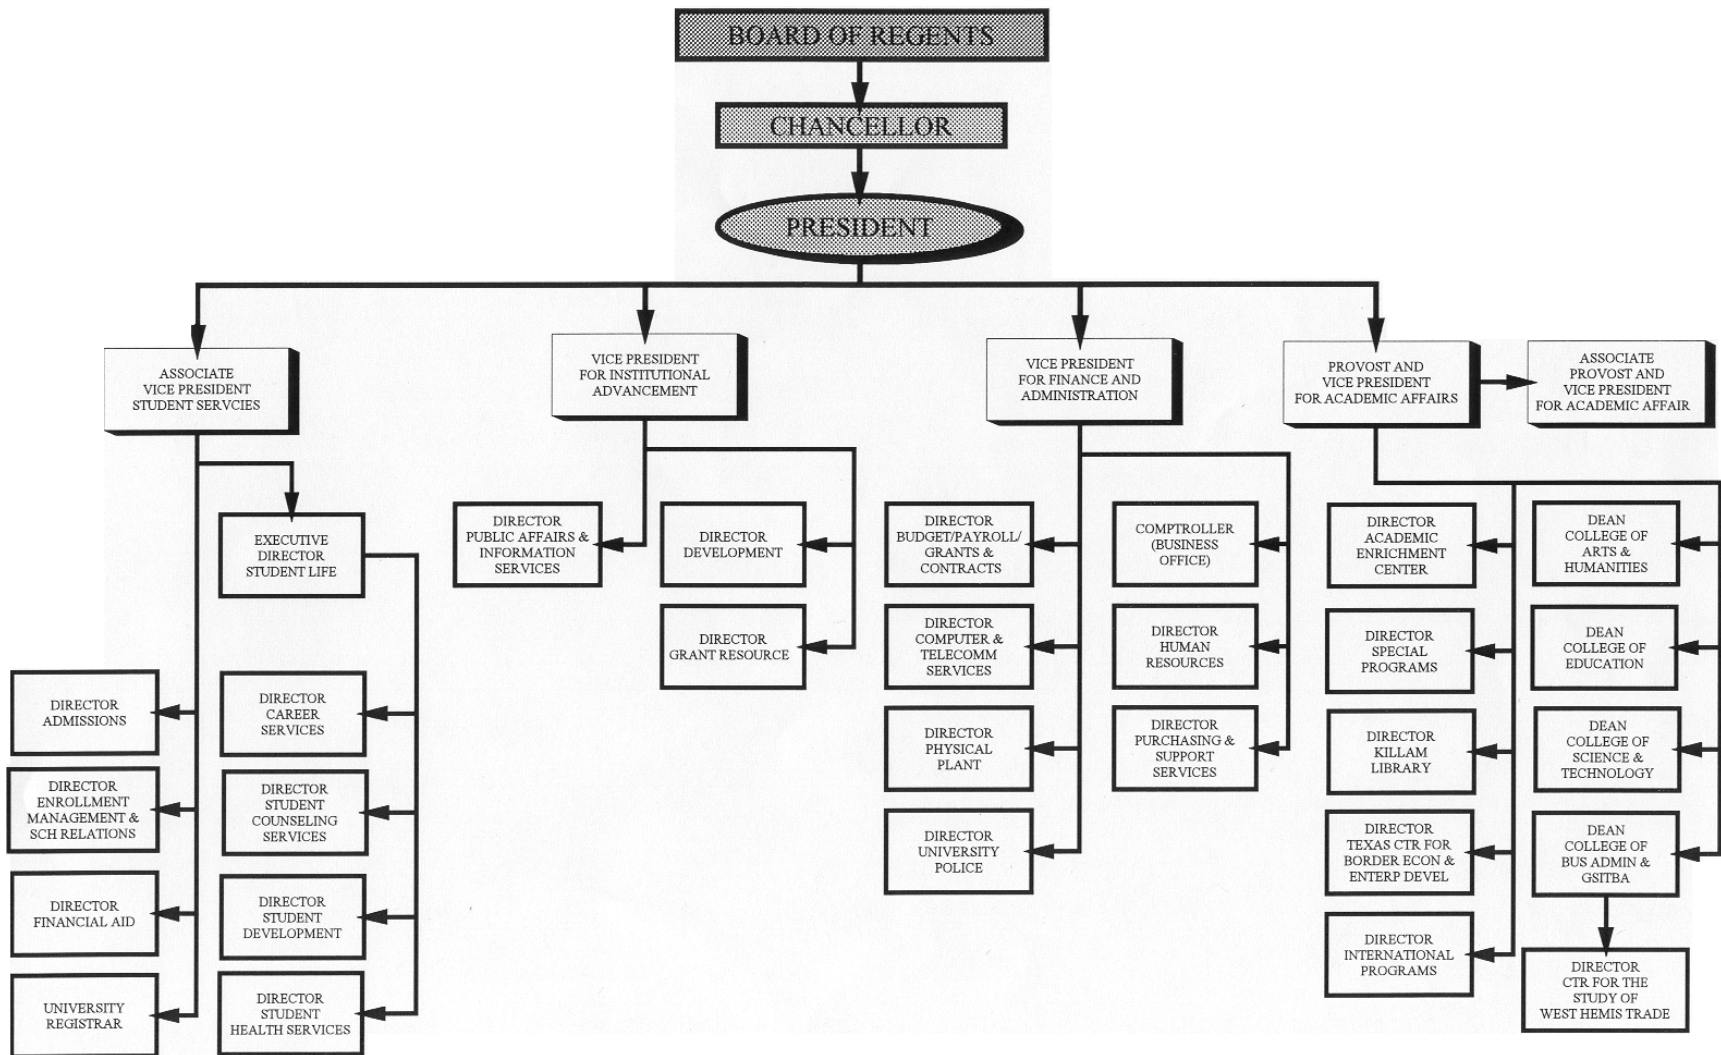 BOARD OF REGENTS
CHANCELLOR
PRESIDENT
ASSOCIATE
VICE PRESIDENT
STUDENT SERVCIES
VICE PRESIDENT
FOR INSTITUTIONAL
ADVANCEMENT
VICE PRESIDENT
FOR FINANCE AND
ADMINISTRATION
PROVOST AND
VICE PRESIDENT
FOR ACADEMIC AFFAIRS
ASSOCIATE
PROVOST AND
VICE PRESIDENT
FOR ACADEMIC AFFAIR
EXECUTIVE
DIRECTOR
STUDENT LIFE
DIRECTOR
ADMISSIONS
DIRECTOR
ENROLLMENT
MANAGEMENT &
SCH RELATIONS
DIRECTOR
FINANCIAL AID
UNIVERSITY
REGISTRAR
DIRECTOR
CAREER
SERVICES
DIRECTOR
STUDENT
COUNSELING
SERVICES
DIRECTOR
STUDENT
DEVELOPMENT
DIRECTOR
STUDENT
HEALTH SERVICES
DIRECTOR
PUBLIC AFFAIRS &
INFORMATION
SERVICES
DIRECTOR
DEVELOPMENT
DIRECTOR
GRANT RESOURCE
DIRECTOR
BUDGET/PAYROLL/
GRANTS &
CONTRACTS
DIRECTOR
COMPUTER &
TELECOMM
SERVICES
DIRECTOR
PHYSICAL
PLANT
DIRECTOR
UNIVERSITY
POLICE
COMPTROLLER
(BUSINESS
OFFICE)
DIRECTOR
HUMAN
RESOURCES
DIRECTOR
PURCHASING &
SUPPORT
SERVICES
DIRECTOR
ACADEMIC
ENRICHMENT
CENTER
DIRECTOR
SPECIAL
PROGRAMS
DIRECTOR
KILLAM
LIBRARY
DIRECTOR
TEXAS CTR FOR
BORDER ECON &
ENTERP DEVEL
DIRECTOR
INTERNATIONAL
PROGRAMS
DEAN
COLLEGE OF
ARTS &
HUMANITIES
DEAN
COLLEGE OF
EDUCATION
DEAN
COLLEGE OF
SCIENCE &
TECHNOLOGY
DEAN
COLLEGE OF
BUS ADMIN &
GSITBA
DIRECTOR
CTR FOR THE
STUDY OF
WEST HEMIS TRADE